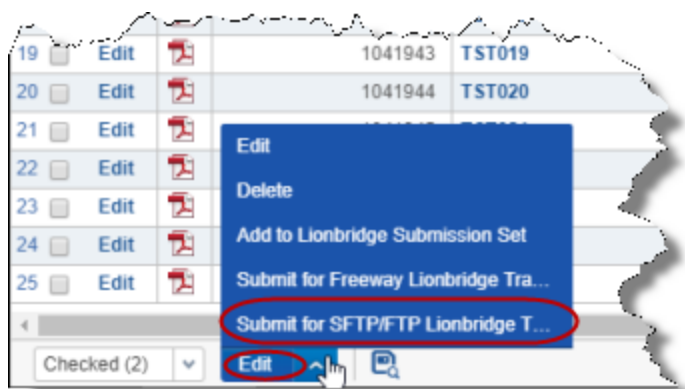 19 Edit 1041943 TST019
20 Edit 1041944 TST020
21 Edit
22 Edit
23 Edit
24 Edit
25 Edit
Edit
Delete
Add to Lionbridge Submission Set
Submit for Freeway Lionbridge Tra...
Submit for SFTP/FTP Lionbridge T...
Checked (2) Edit